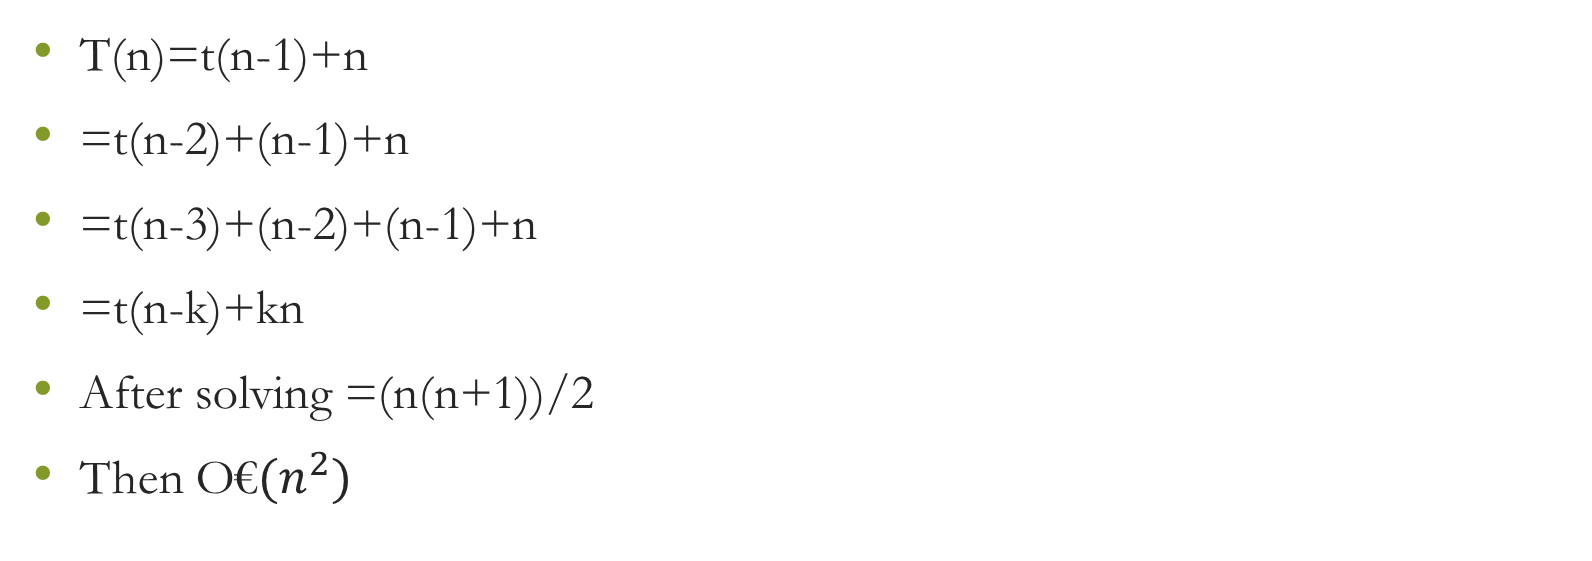 • T(n)=t(n-1)+n
• =t(n-2)+(n-1)+n
• =t(n-3)+(n-2)+(n-1)+n
• =t(n-k)+kn
• After solving =(n(n+1))/2
• Then O€(n²)